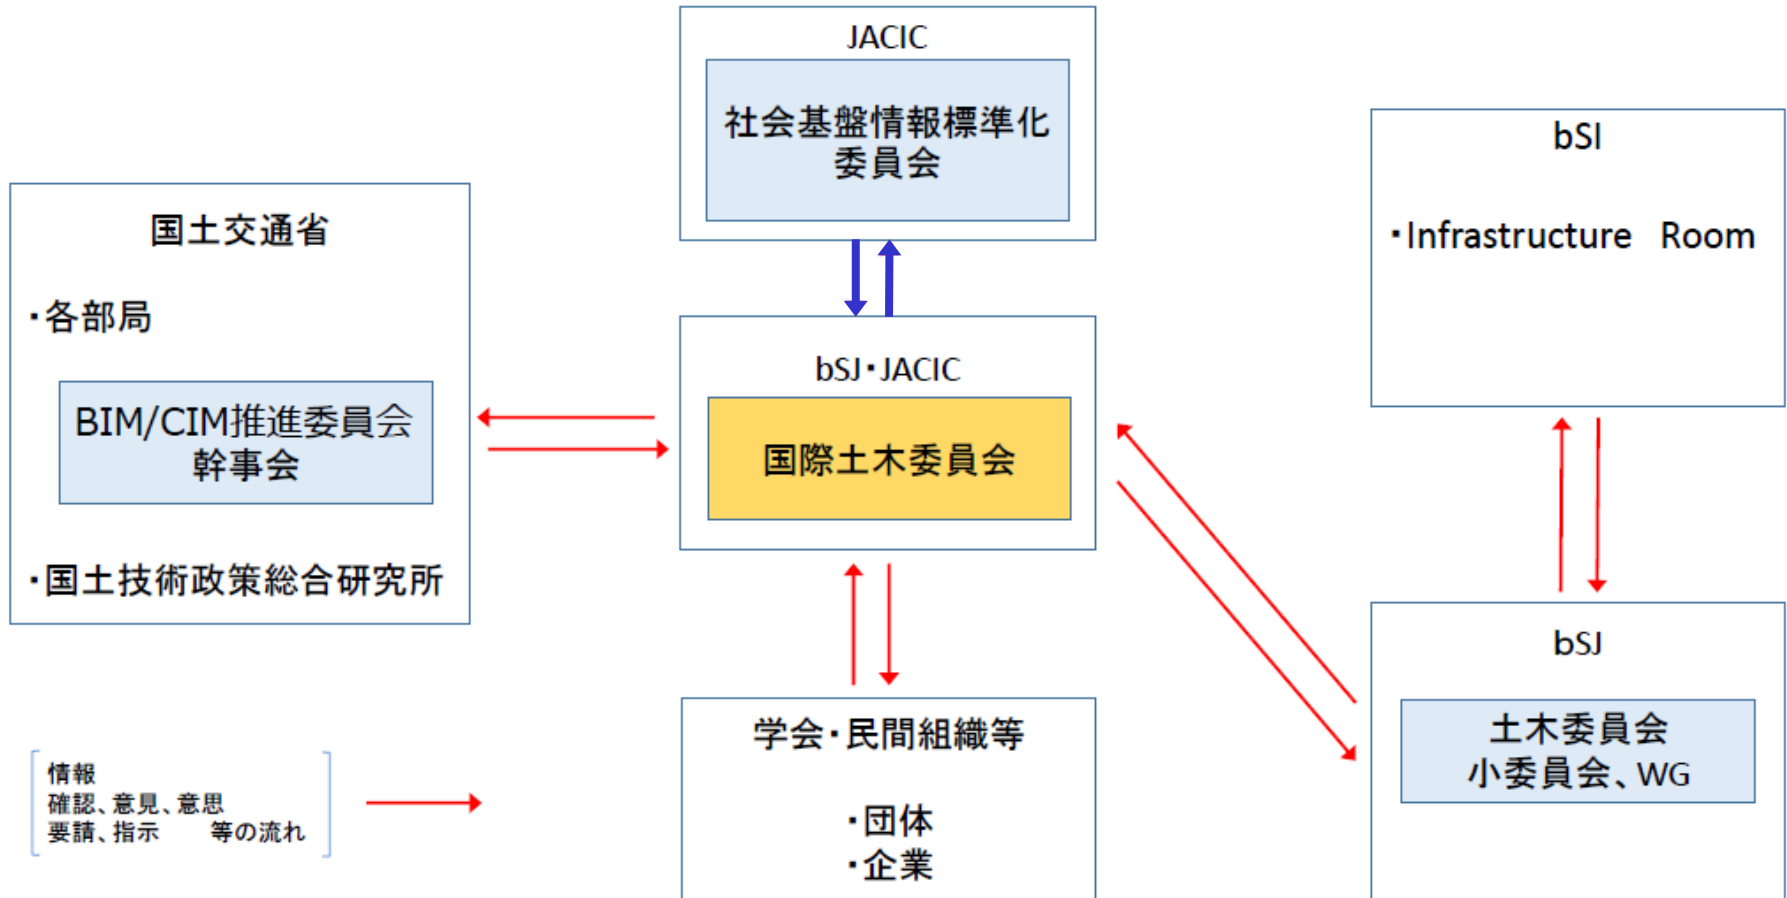 JACIC
社会基盤情報標準化
委員会
国土交通省
・各部局
BIM/CIM推進委員会
幹事会
・国土技術政策総合研究所
bSJ・JACIC
国際土木委員会
bSI
・Infrastructure Room
学会・民間組織等
・団体
・企業
bSJ
土木委員会
小委員会、WG
情報
確認、意見、意思
要請、指示　　等の流れ